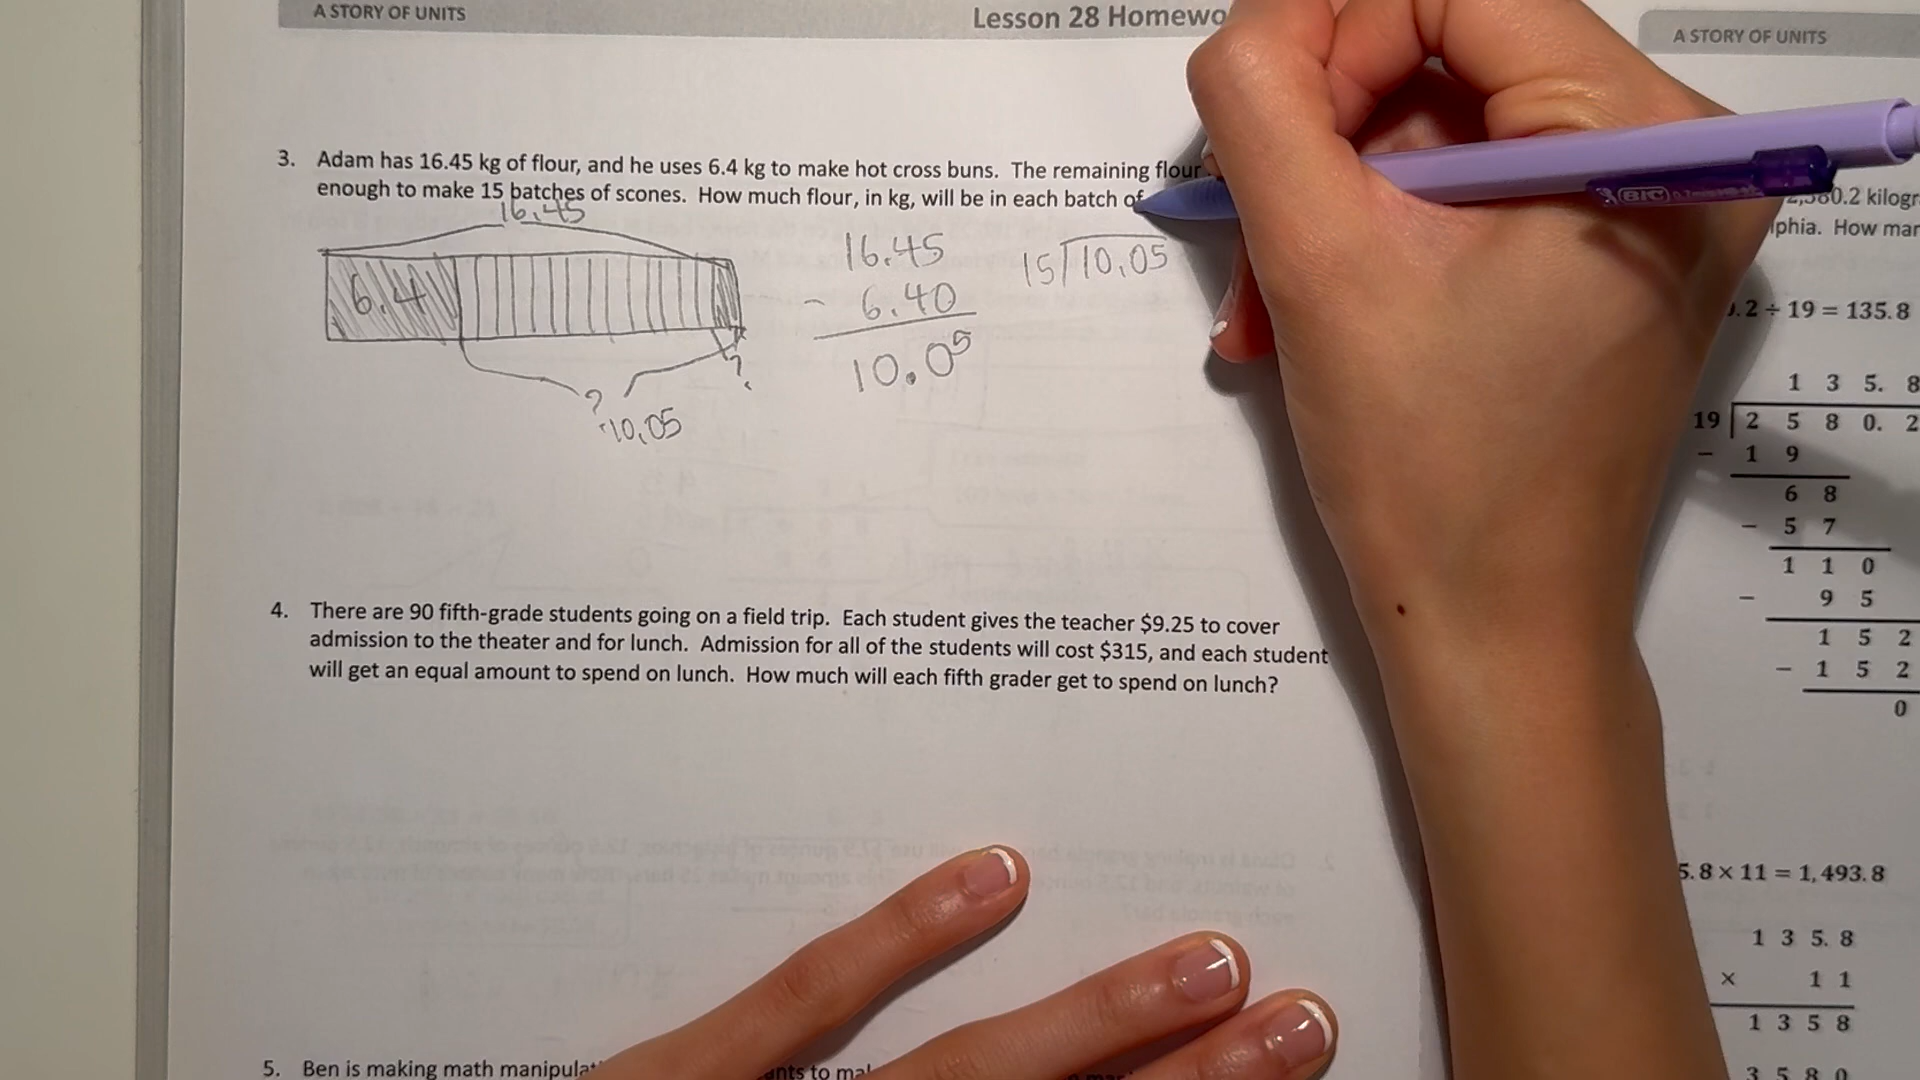 A STORY OF UNITS
Lesson 28 Homewo
A STORY OF UNITS
3. Adam has 16.45 kg of flour, and he uses 6.4 kg to make hot cross buns. The remaining flour
enough to make 15 batches of scones. How much flour, in kg, will be in each batch of
16.45
6.4
?
?
10.05
16.45
- 6.40
10.05
15 10.05
4. There are 90 fifth-grade students going on a field trip. Each student gives the teacher $9.25 to cover
admission to the theater and for lunch. Admission for all of the students will cost $315, and each student
will get an equal amount to spend on lunch. How much will each fifth grader get to spend on lunch?
5. Ben is making math
BIC
0.2 kilogr
phia. How mar
.2 ÷ 19 = 135.8
1 3 5. 8
19 2 5 8 0. 2
- 1 9
6 8
- 5 7
1 1 0
- 9 5
1 5 2
- 1 5 2
0
5.8 × 11 = 1,493.8
1 3 5. 8
× 1 1
1 3 5 8
3 5 8 0